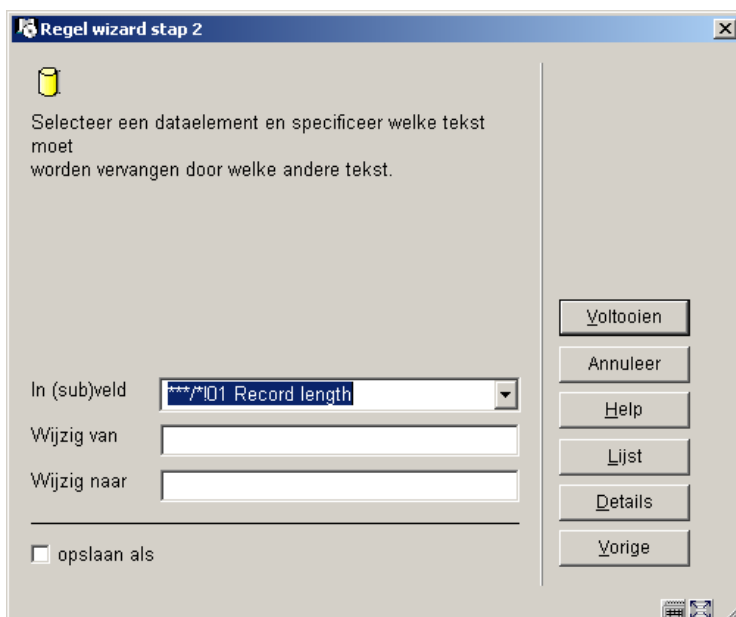 Regel wizard stap 2
Selecteer een dataelement en specificeer welke tekst
moet
worden vervangen door welke andere tekst.
In (sub)veld
***/*!01 Record length
Wijzig van
Wijzig naar
opslaan als
Voltooien
Annuleer
Help
Lijst
Details
Vorige